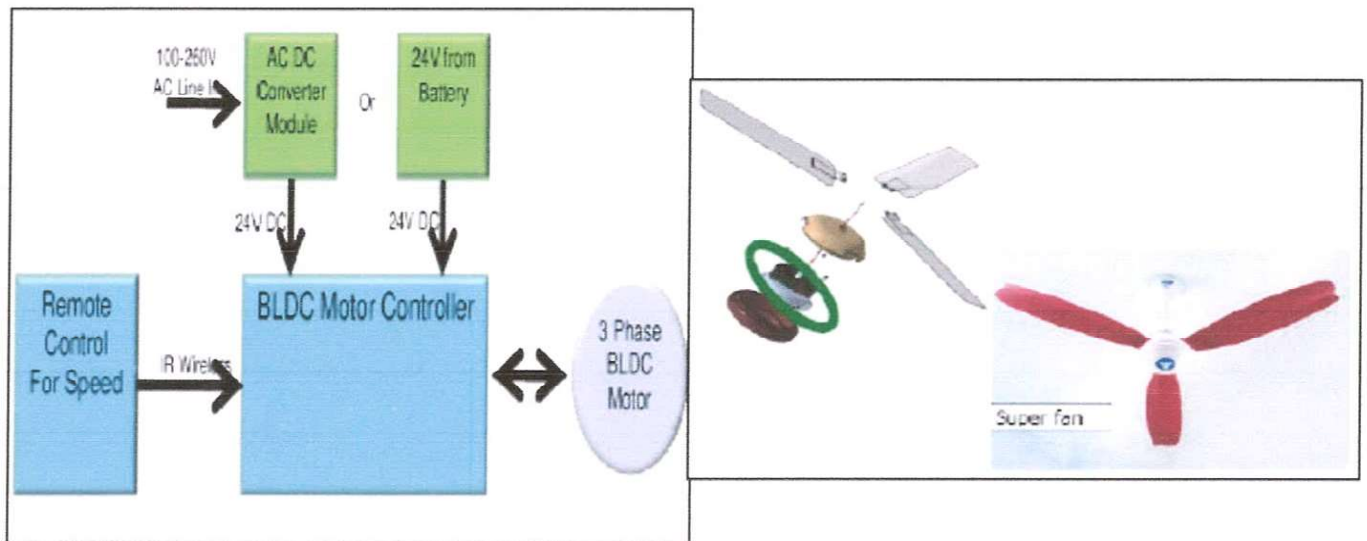 100-260V
AC Line In
AC DC
Converter
Module
Or
24V from
Battery
24V DC
24V DC
Remote
Control
For Speed
IR Wireless
BLDC Motor Controller
3 Phase
BLDC
Motor
Super fan